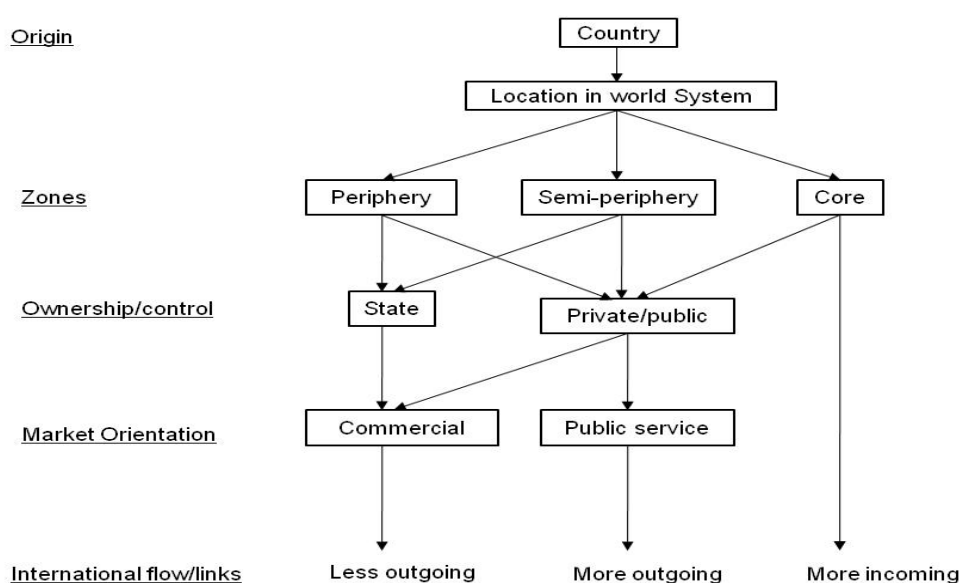 Origin
Country
Location in world System
Zones
Periphery
Semi-periphery
Core
Ownership/control
State
Private/public
Market Orientation
Commercial
Public service
International flow/links
Less outgoing
More outgoing
More incoming